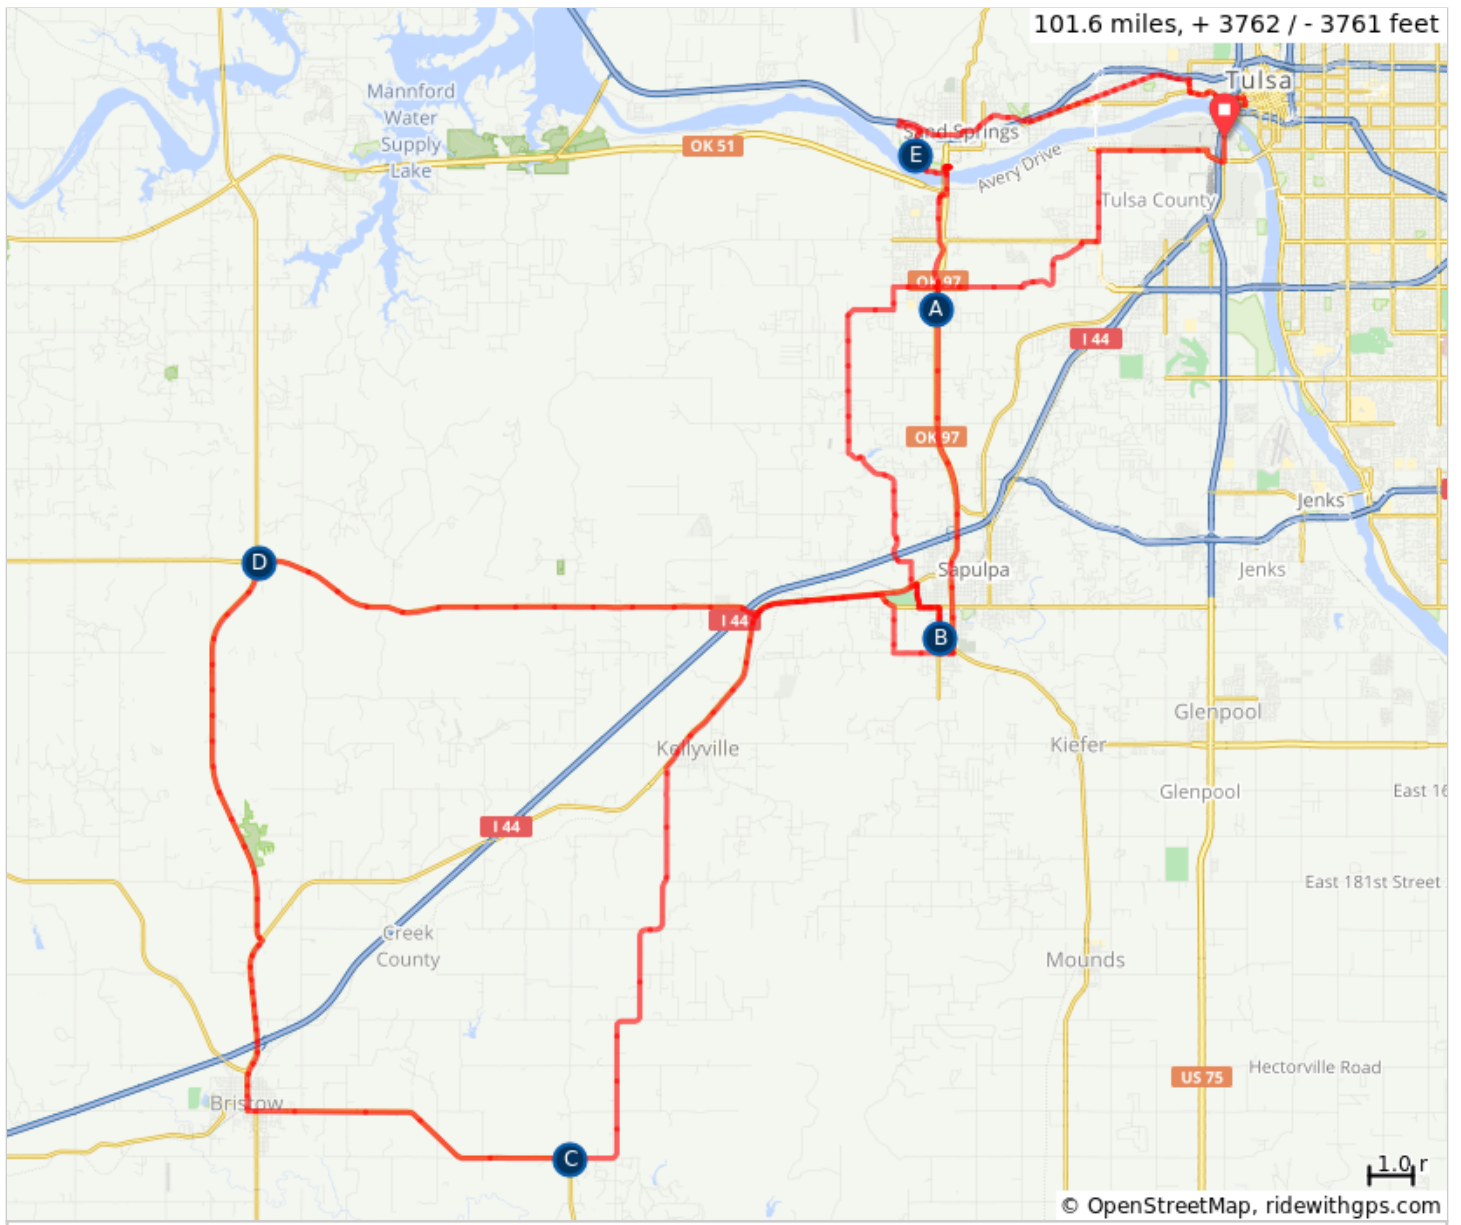 101.6 miles, + 3762 / - 3761 feet
Tulsa
Mannford
Water
Supply
Lake
Sand Springs
OK 51
E
Avery Drive
Tulsa County
OK 97
A
I 44
OK 97
Jenks
D
Sapulpa
Jenks
I 44
B
Glenpool
Kellyville
Kiefer
Glenpool
East 16
I 44
East 181st Street
Creek
County
Mounds
Hectorville Road
US 75
Bristow
C
1.0 r
© OpenStreetMap, ridewithgps.com